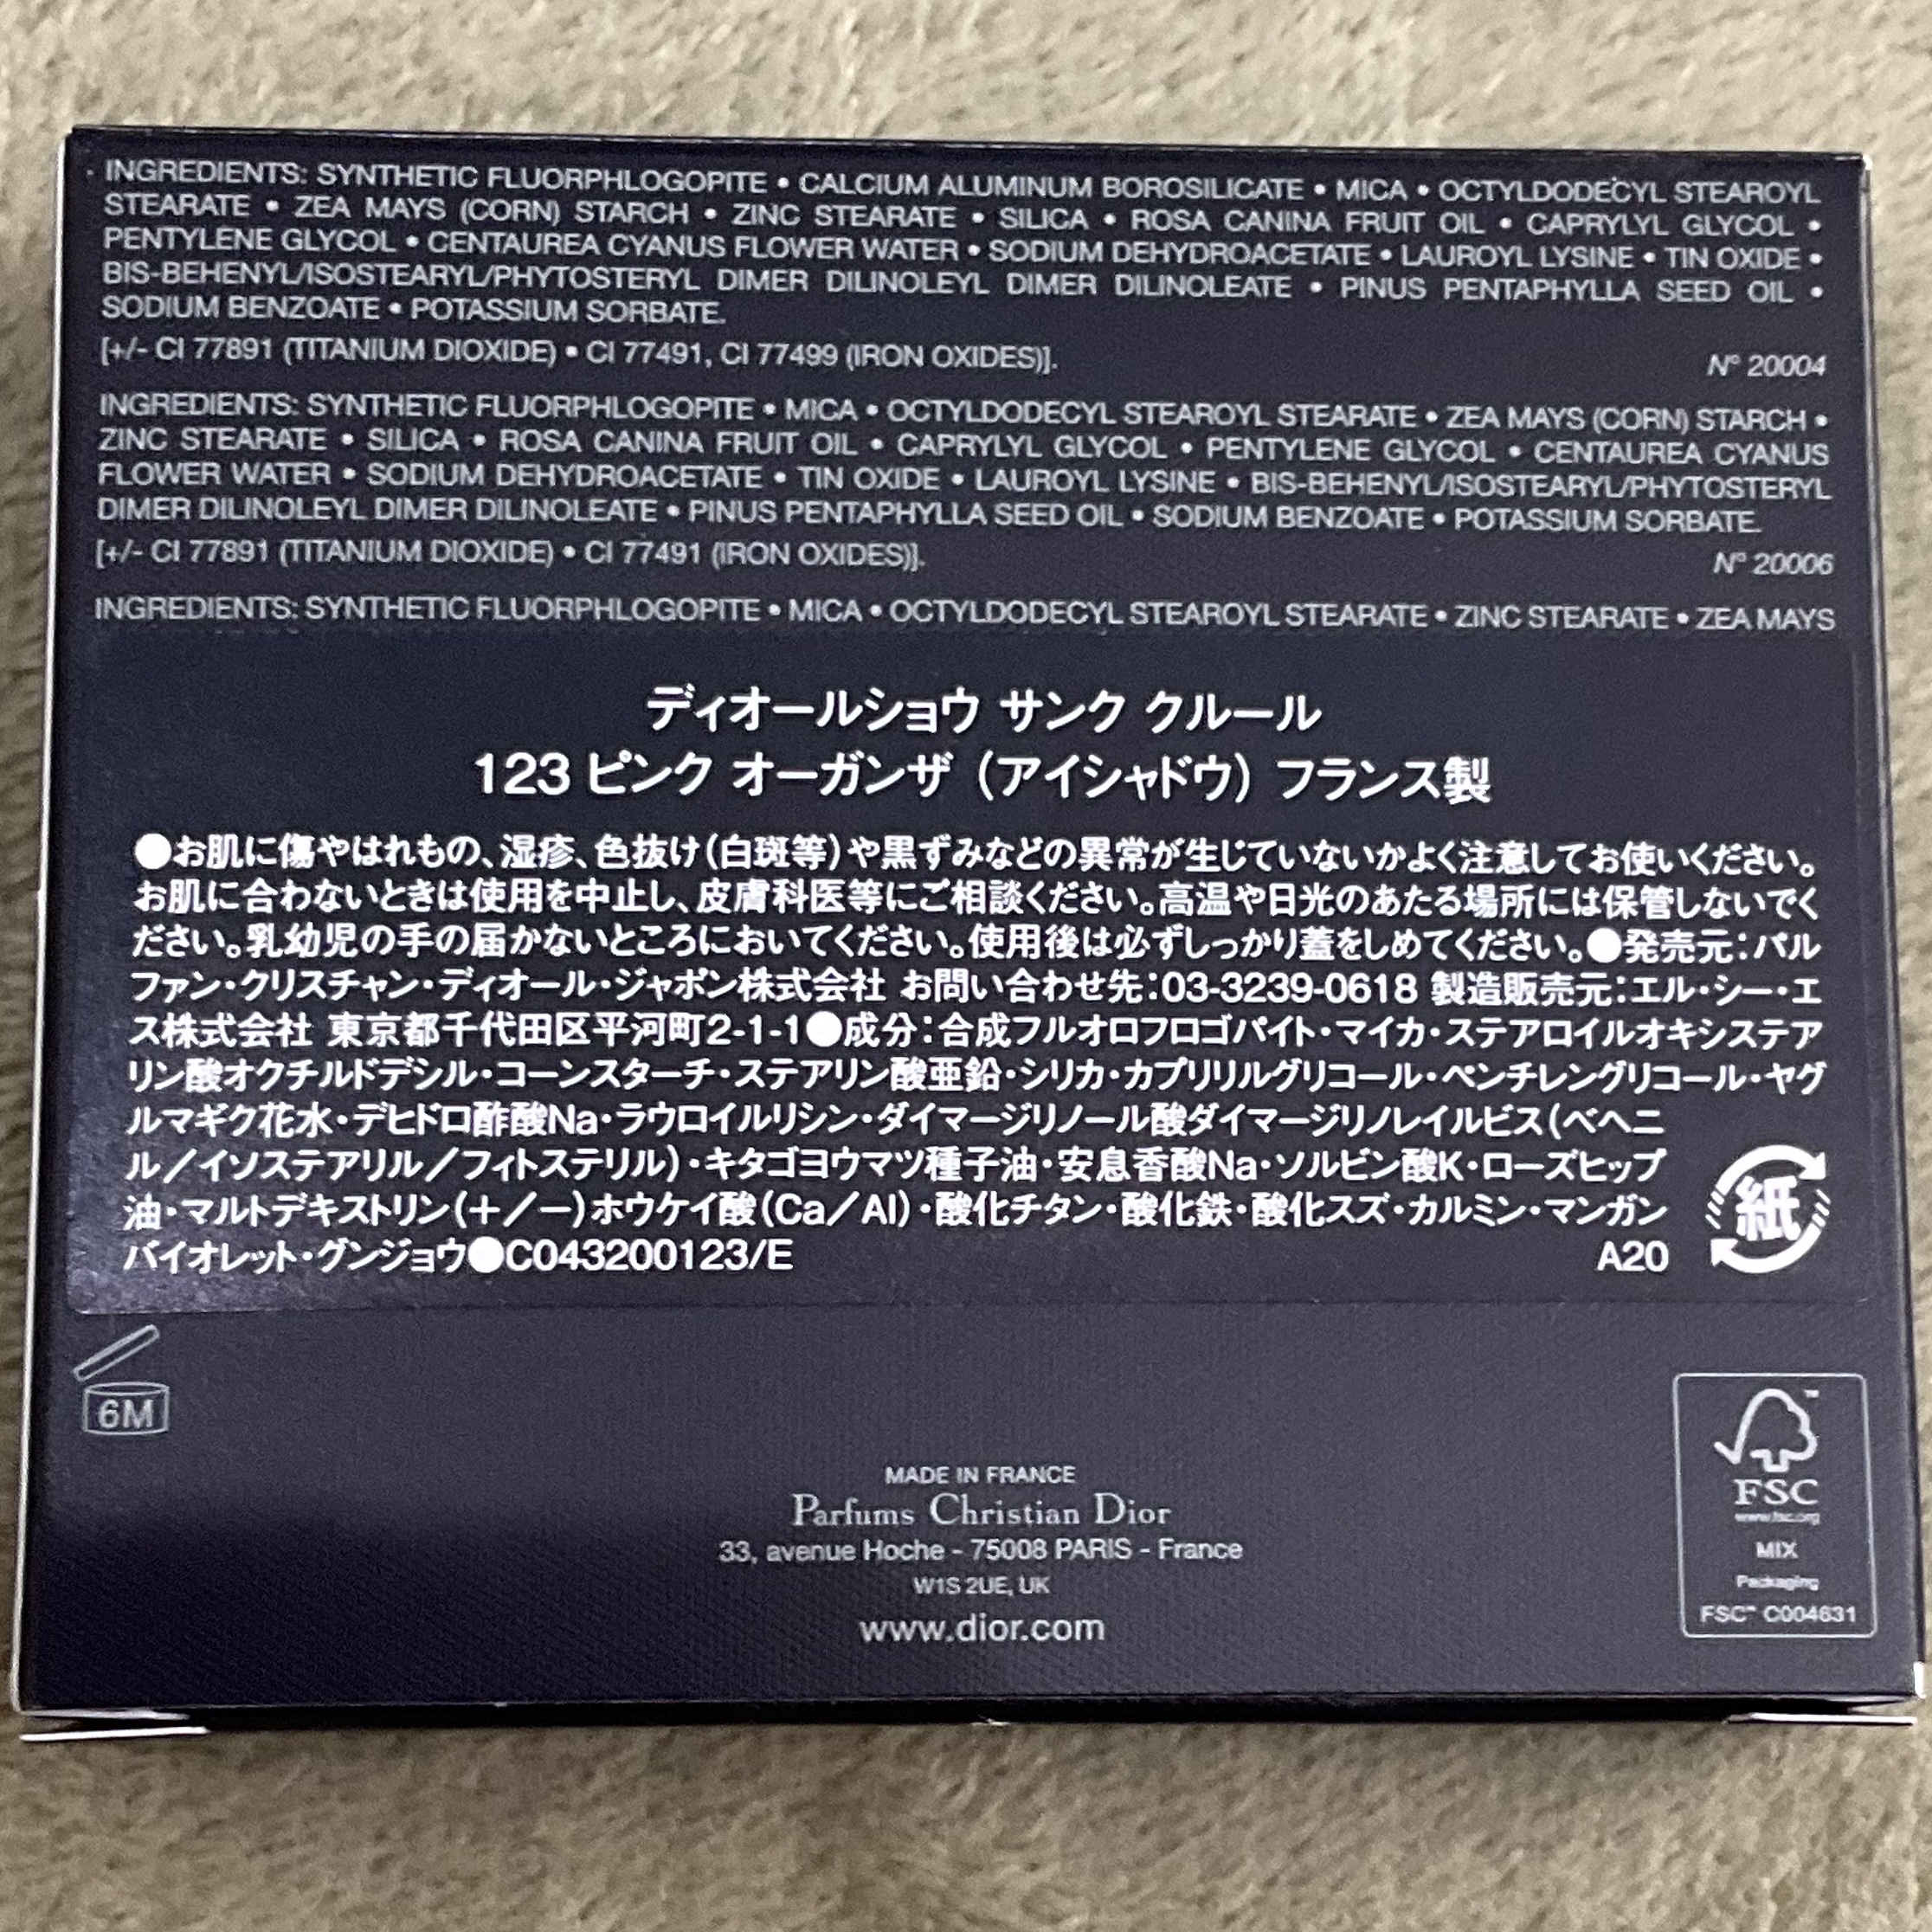 INGREDIENTS: SYNTHETIC FLUORPHLOGOPITE • CALCIUM ALUMINUM BOROSILICATE • MICA • OCTYLDODECYL STEAROYL
STEARATE • ZEA MAYS (CORN) STARCH • ZINC STEARATE • SILICA • ROSA CANINA FRUIT OIL • CAPRYLYL GLYCOL •
PENTYLENE GLYCOL • CENTAUREA CYANUS FLOWER WATER • SODIUM DEHYDROACETATE • LAUROYL LYSINE • TIN OXIDE •
BIS-BEHENYL/ISOSTEARYL/PHYTOSTERYL DIMER DILINOLEYL DIMER DILINOLEATE • PINUS PENTAPHYLLA SEED OIL •
SODIUM BENZOATE • POTASSIUM SORBATE.
[+/- CI 77891 (TITANIUM DIOXIDE) • CI 77491, CI 77499 (IRON OXIDES)]. N° 20004
INGREDIENTS: SYNTHETIC FLUORPHLOGOPITE • MICA • OCTYLDODECYL STEAROYL STEARATE • ZEA MAYS (CORN) STARCH •
ZINC STEARATE • SILICA • ROSA CANINA FRUIT OIL • CAPRYLYL GLYCOL • PENTYLENE GLYCOL • CENTAUREA CYANUS
FLOWER WATER • SODIUM DEHYDROACETATE • TIN OXIDE • LAUROYL LYSINE • BIS-BEHENYL/ISOSTEARYL/PHYTOSTERYL
DIMER DILINOLEYL DIMER DILINOLEATE • PINUS PENTAPHYLLA SEED OIL • SODIUM BENZOATE • POTASSIUM SORBATE.
[+/- CI 77891 (TITANIUM DIOXIDE) • CI 77491 (IRON OXIDES)]. N° 20006
INGREDIENTS: SYNTHETIC FLUORPHLOGOPITE • MICA • OCTYLDODECYL STEAROYL STEARATE • ZINC STEARATE • ZEA MAYS
ディオールショウ サンク クルール
123 ピンク オーガンザ (アイシャドウ) フランス製
●お肌に傷やはれもの、湿疹、色抜け(白斑等)や黒ずみなどの異常が生じていないかよく注意してお使いください。
お肌に合わないときは使用を中止し、皮膚科医等にご相談ください。高温や日光のあたる場所には保管しないでく
ださい。乳幼児の手の届かないところにおいてください。使用後は必ずしっかり蓋をしめてください。●発売元:パル
ファン・クリスチャン・ディオール・ジャポン株式会社 お問い合わせ先:03-3239-0618 製造販売元:エル・シー・エ
ス株式会社 東京都千代田区平河町2-1-1●成分:合成フルオロフロゴパイト・マイカ・ステアロイルオキシステア
リン酸オクチルドデシル・コーンスターチ・ステアリン酸亜鉛・シリカ・カプリリルグリコール・ペンチレングリコール・ヤグ
ルマギク花水・デヒドロ酢酸Na・ラウロイルリシン・ダイマージリノール酸ダイマージリノレイルビス(ベヘニ
ル/イソステアリル/フィトステリル)・キタゴヨウマツ種子油・安息香酸Na・ソルビン酸K・ローズヒップ
油・マルトデキストリン(+/−)ホウケイ酸(Ca/Al)・酸化チタン・酸化鉄・酸化スズ・カルミン・マンガン
バイオレット・グンジョウ●C043200123/E A20
紙
6M
MADE IN FRANCE
Parfums Christian Dior
33, avenue Hoche - 75008 PARIS - France
W1S 2UE, UK
www.dior.com
FSC
www.fsc.org
MIX
Packaging
FSC™ C004631